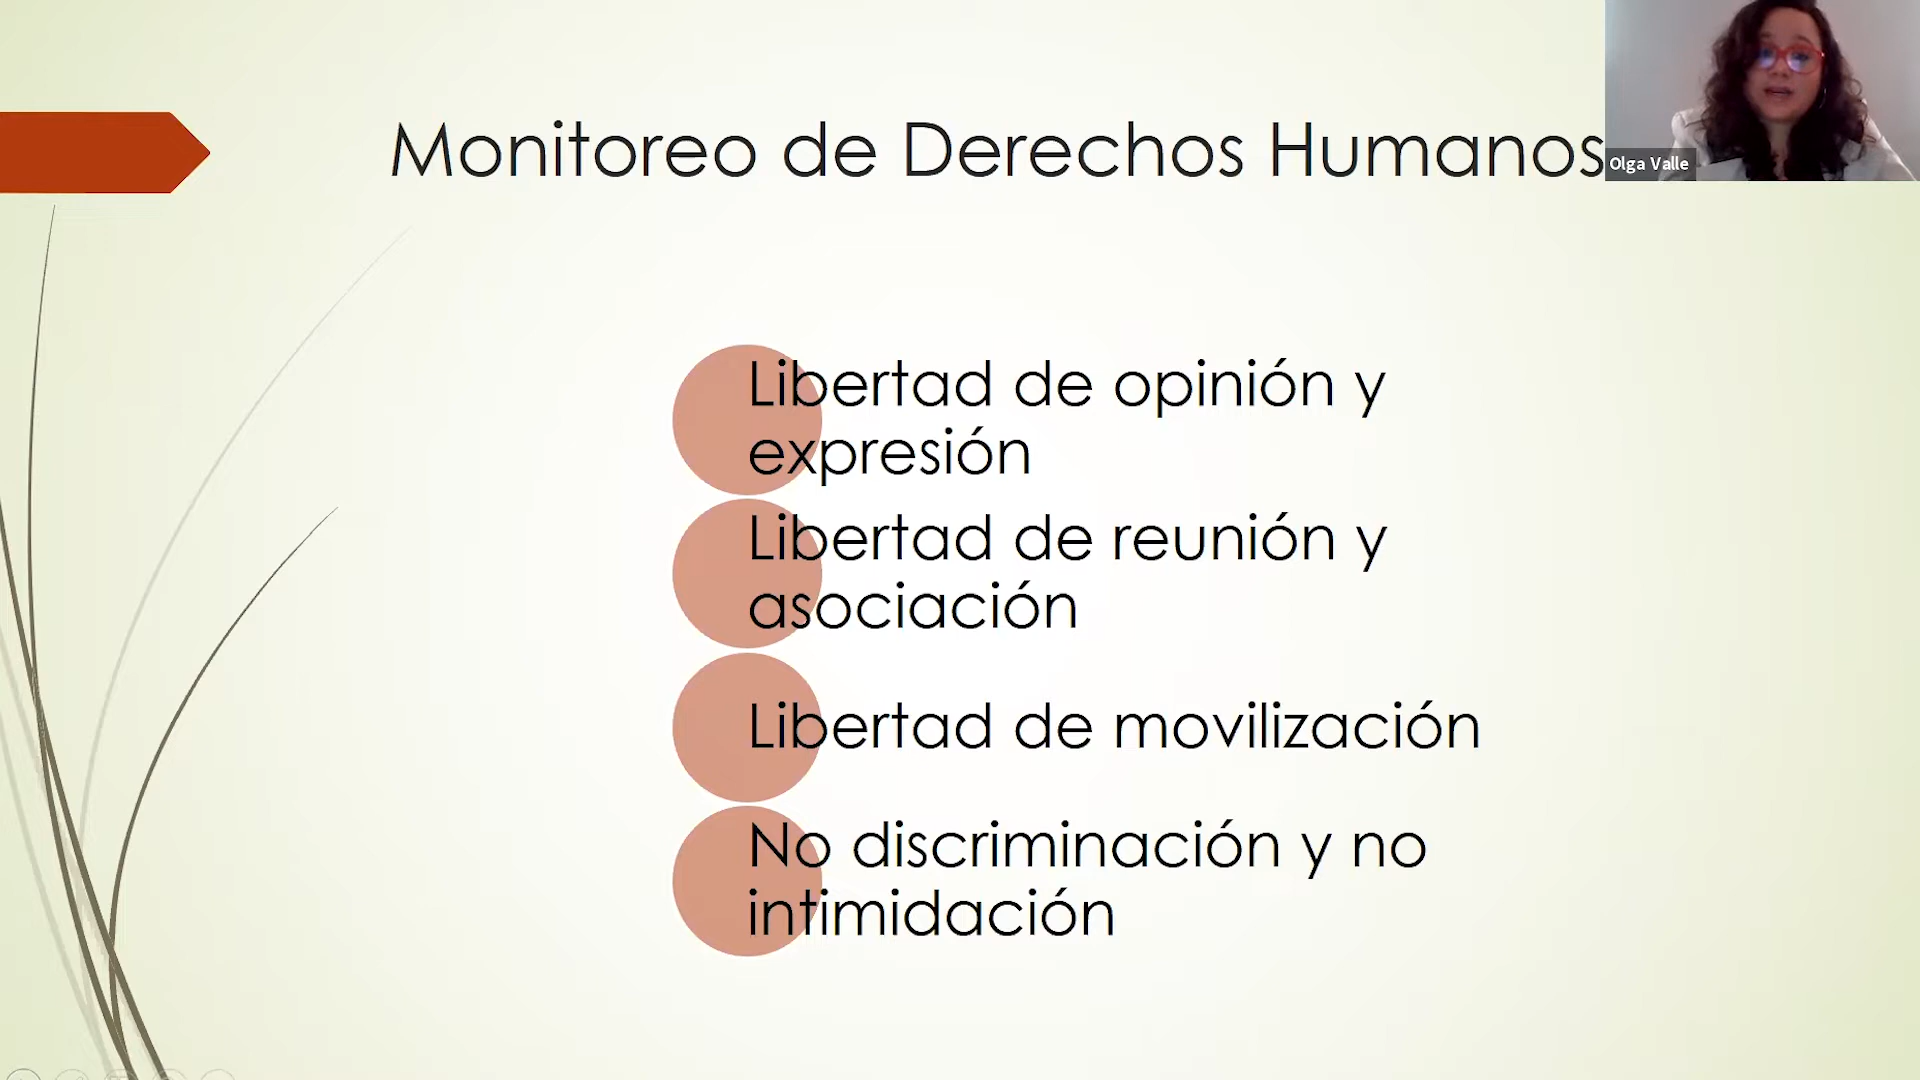 Monitoreo de Derechos Humanos
Olga Valle
Libertad de opinión y
expresión
Libertad de reunión y
asociación
Libertad de movilización
No discriminación y no
intimidación